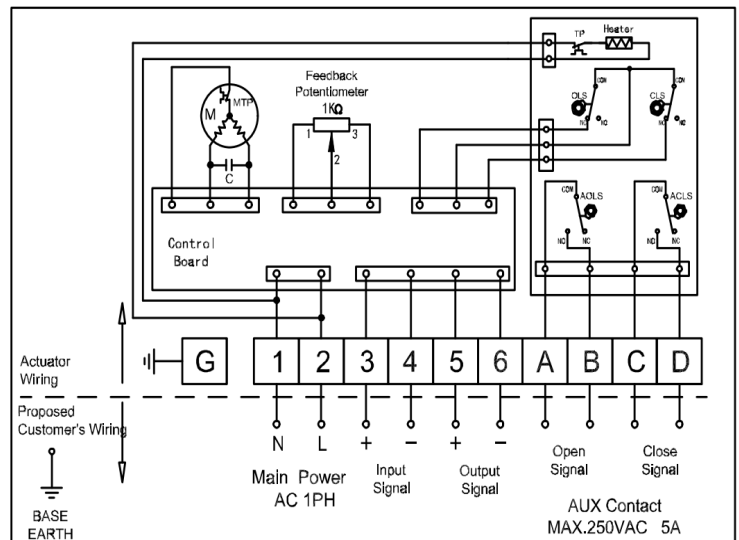 TP
Heater
Feedback
Potentiometer
1KΩ
MTP
M
1
3
2
C
COM
COM
OLS
CLS
NC
NO
NC
NO
COM
AOLS
NO
NC
COM
ACLS
NO
NC
Control
Board
Actuator
Wiring
G
1
2
3
4
5
6
A
B
C
D
Proposed
Customer's Wiring
N
L
+
−
+
−
Main Power
AC 1PH
Input
Signal
Output
Signal
Open
Signal
Close
Signal
BASE
EARTH
AUX Contact
MAX.250VAC 5A